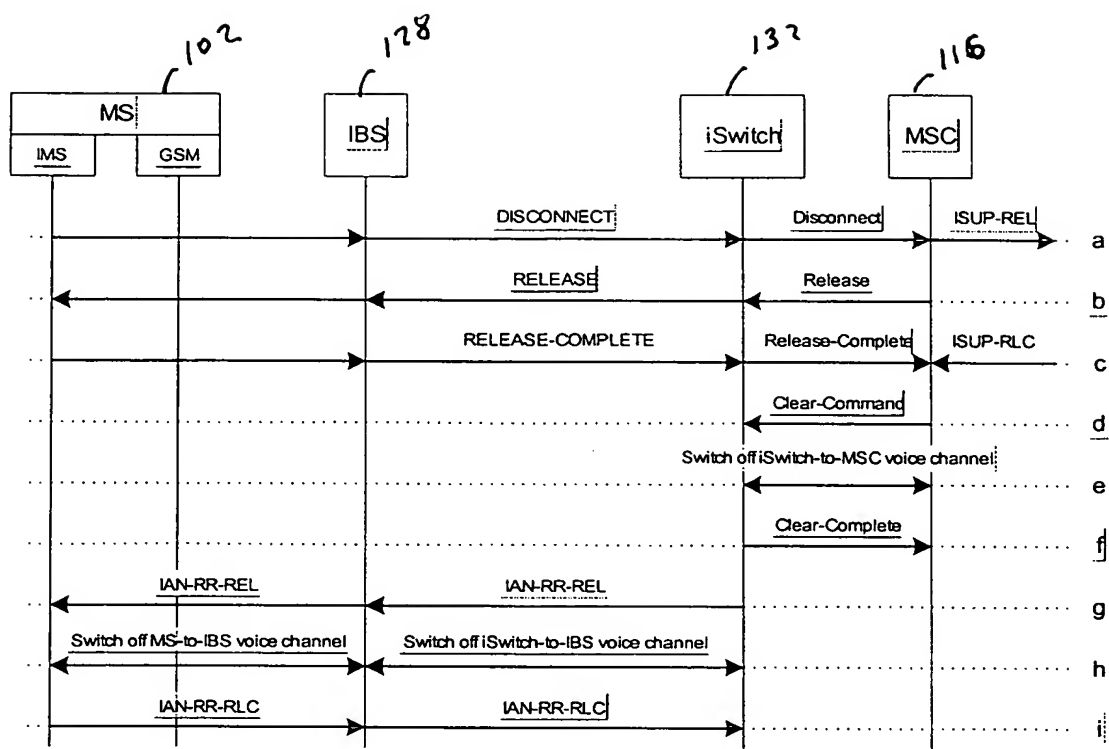 102
128
132
116
MS
IMS
GSM
IBS
iSwitch
MSC
DISCONNECT
Disconnect
ISUP-REL
a
RELEASE
Release
b
RELEASE-COMPLETE
Release-Complete
ISUP-RLC
c
Clear-Command
d
Switch off iSwitch-to-MSC voice channel
e
Clear-Complete
f
IAN-RR-REL
IAN-RR-REL
g
Switch off MS-to-IBS voice channel
Switch off iSwitch-to-IBS voice channel
h
IAN-RR-RLC
IAN-RR-RLC
i